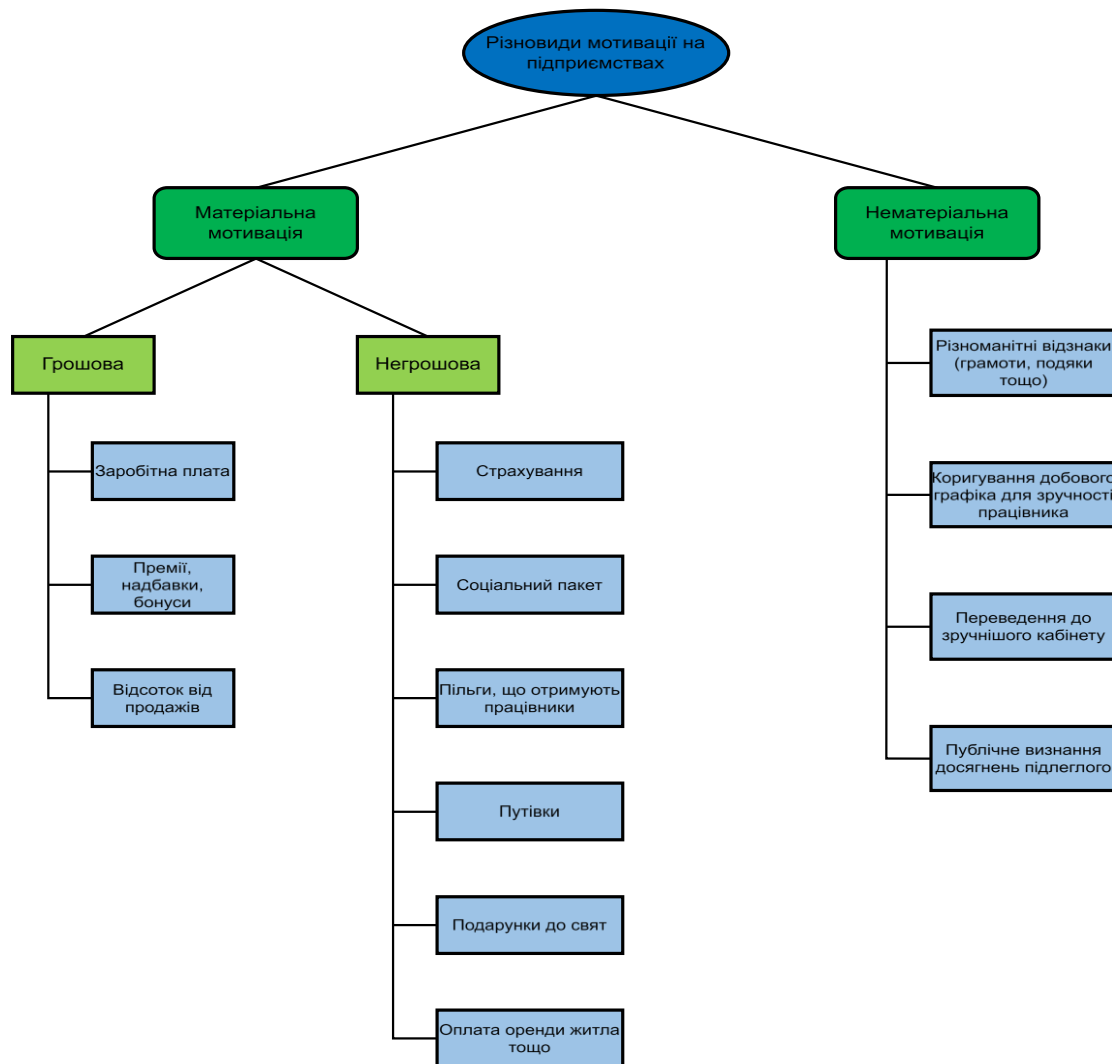 Різновиди мотивації на
підприємствах
Матеріальна
мотивація
Нематеріальна
мотивація
Грошова
Негрошова
Заробітна плата
Премії,
надбавки,
бонуси
Відсоток від
продажів
Страхування
Соціальний пакет
Пільги, що отримують
працівники
Путівки
Подарунки до свят
Оплата оренди житла
тощо
Різноманітні відзнаки
(грамоти, подяки
тощо)
Коригування добового
графіка для зручності
працівника
Переведення до
зручнішого кабінету
Публічне визнання
досягнень підлеглого